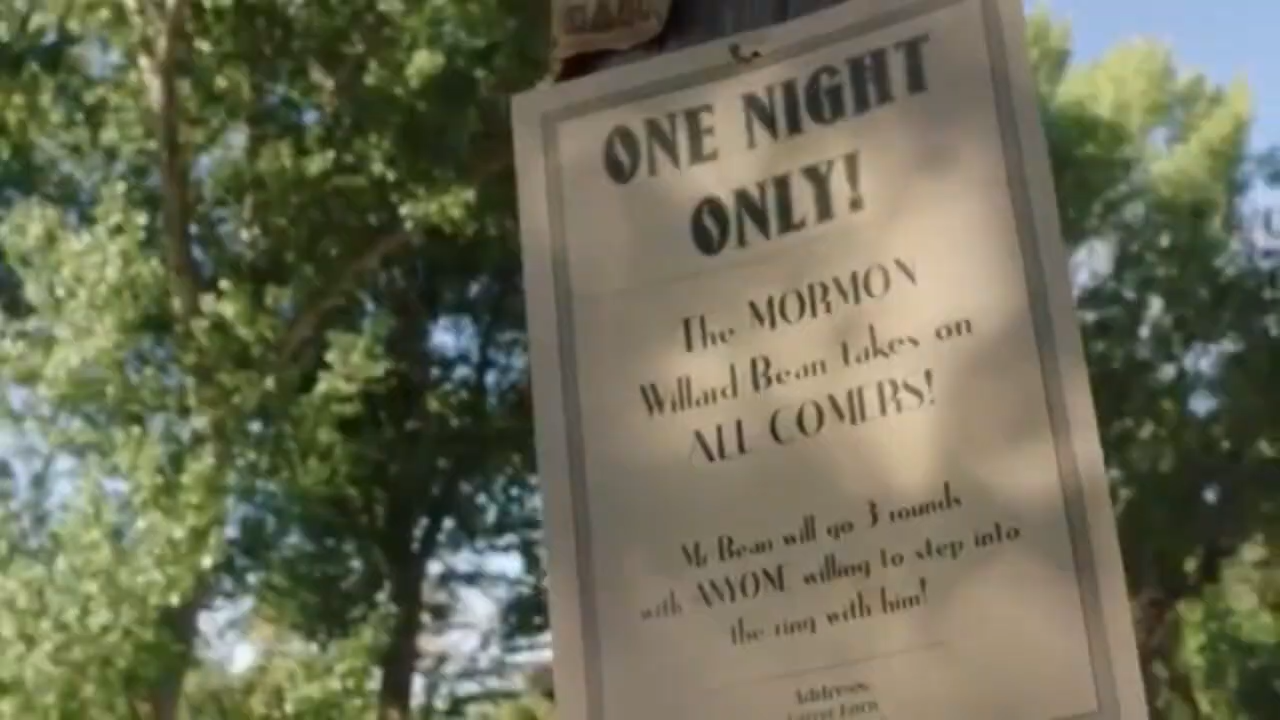 ONE NIGHT
ONLY!
The MORMON
Willard Bean takes on
ALL COMERS!
Mr Bean will go 3 rounds
with ANYONE willing to step into
the ring with him!
Address: